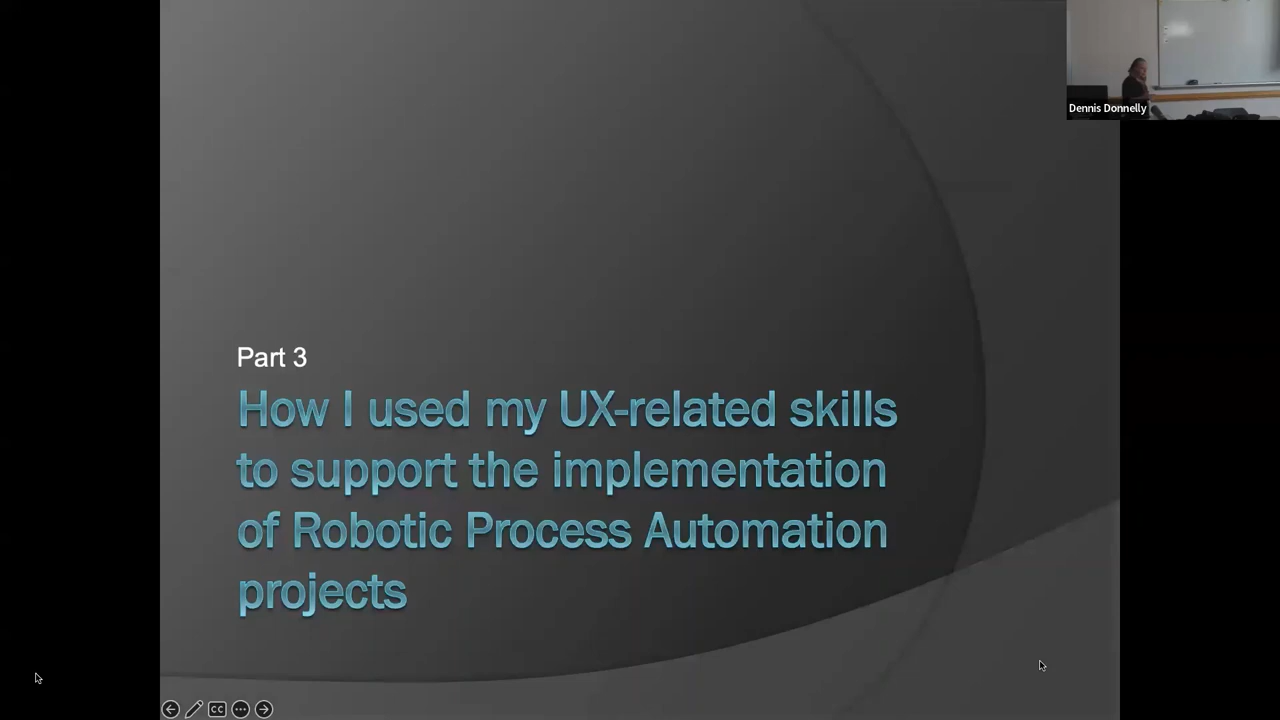 Dennis Donnelly
Part 3
How I used my UX-related skills
to support the implementation
of Robotic Process Automation
projects
CC